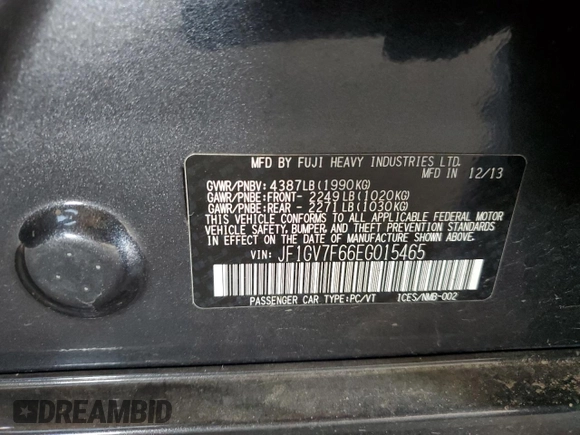 MFD BY FUJI HEAVY INDUSTRIES LTD.
MFD IN 12/13
GVWR/PNBV: 4387LB(1990KG)
GAWR/PNBE:FRONT- 2249LB(1020KG)
GAWR/PNBE:REAR - 2271LB(1030KG)
THIS VEHICLE CONFORMS TO ALL APPLICABLE FEDERAL MOTOR
VEHICLE SAFETY, BUMPER, AND THEFT PREVENTION STANDARDS
IN EFFECT ON THE DATE OF MANUFACTURE SHOWN ABOVE.
VIN: JF1GV7F66EG015465
PASSENGER CAR TYPE:PC/VT ICES/NMB-002
DREAMBID